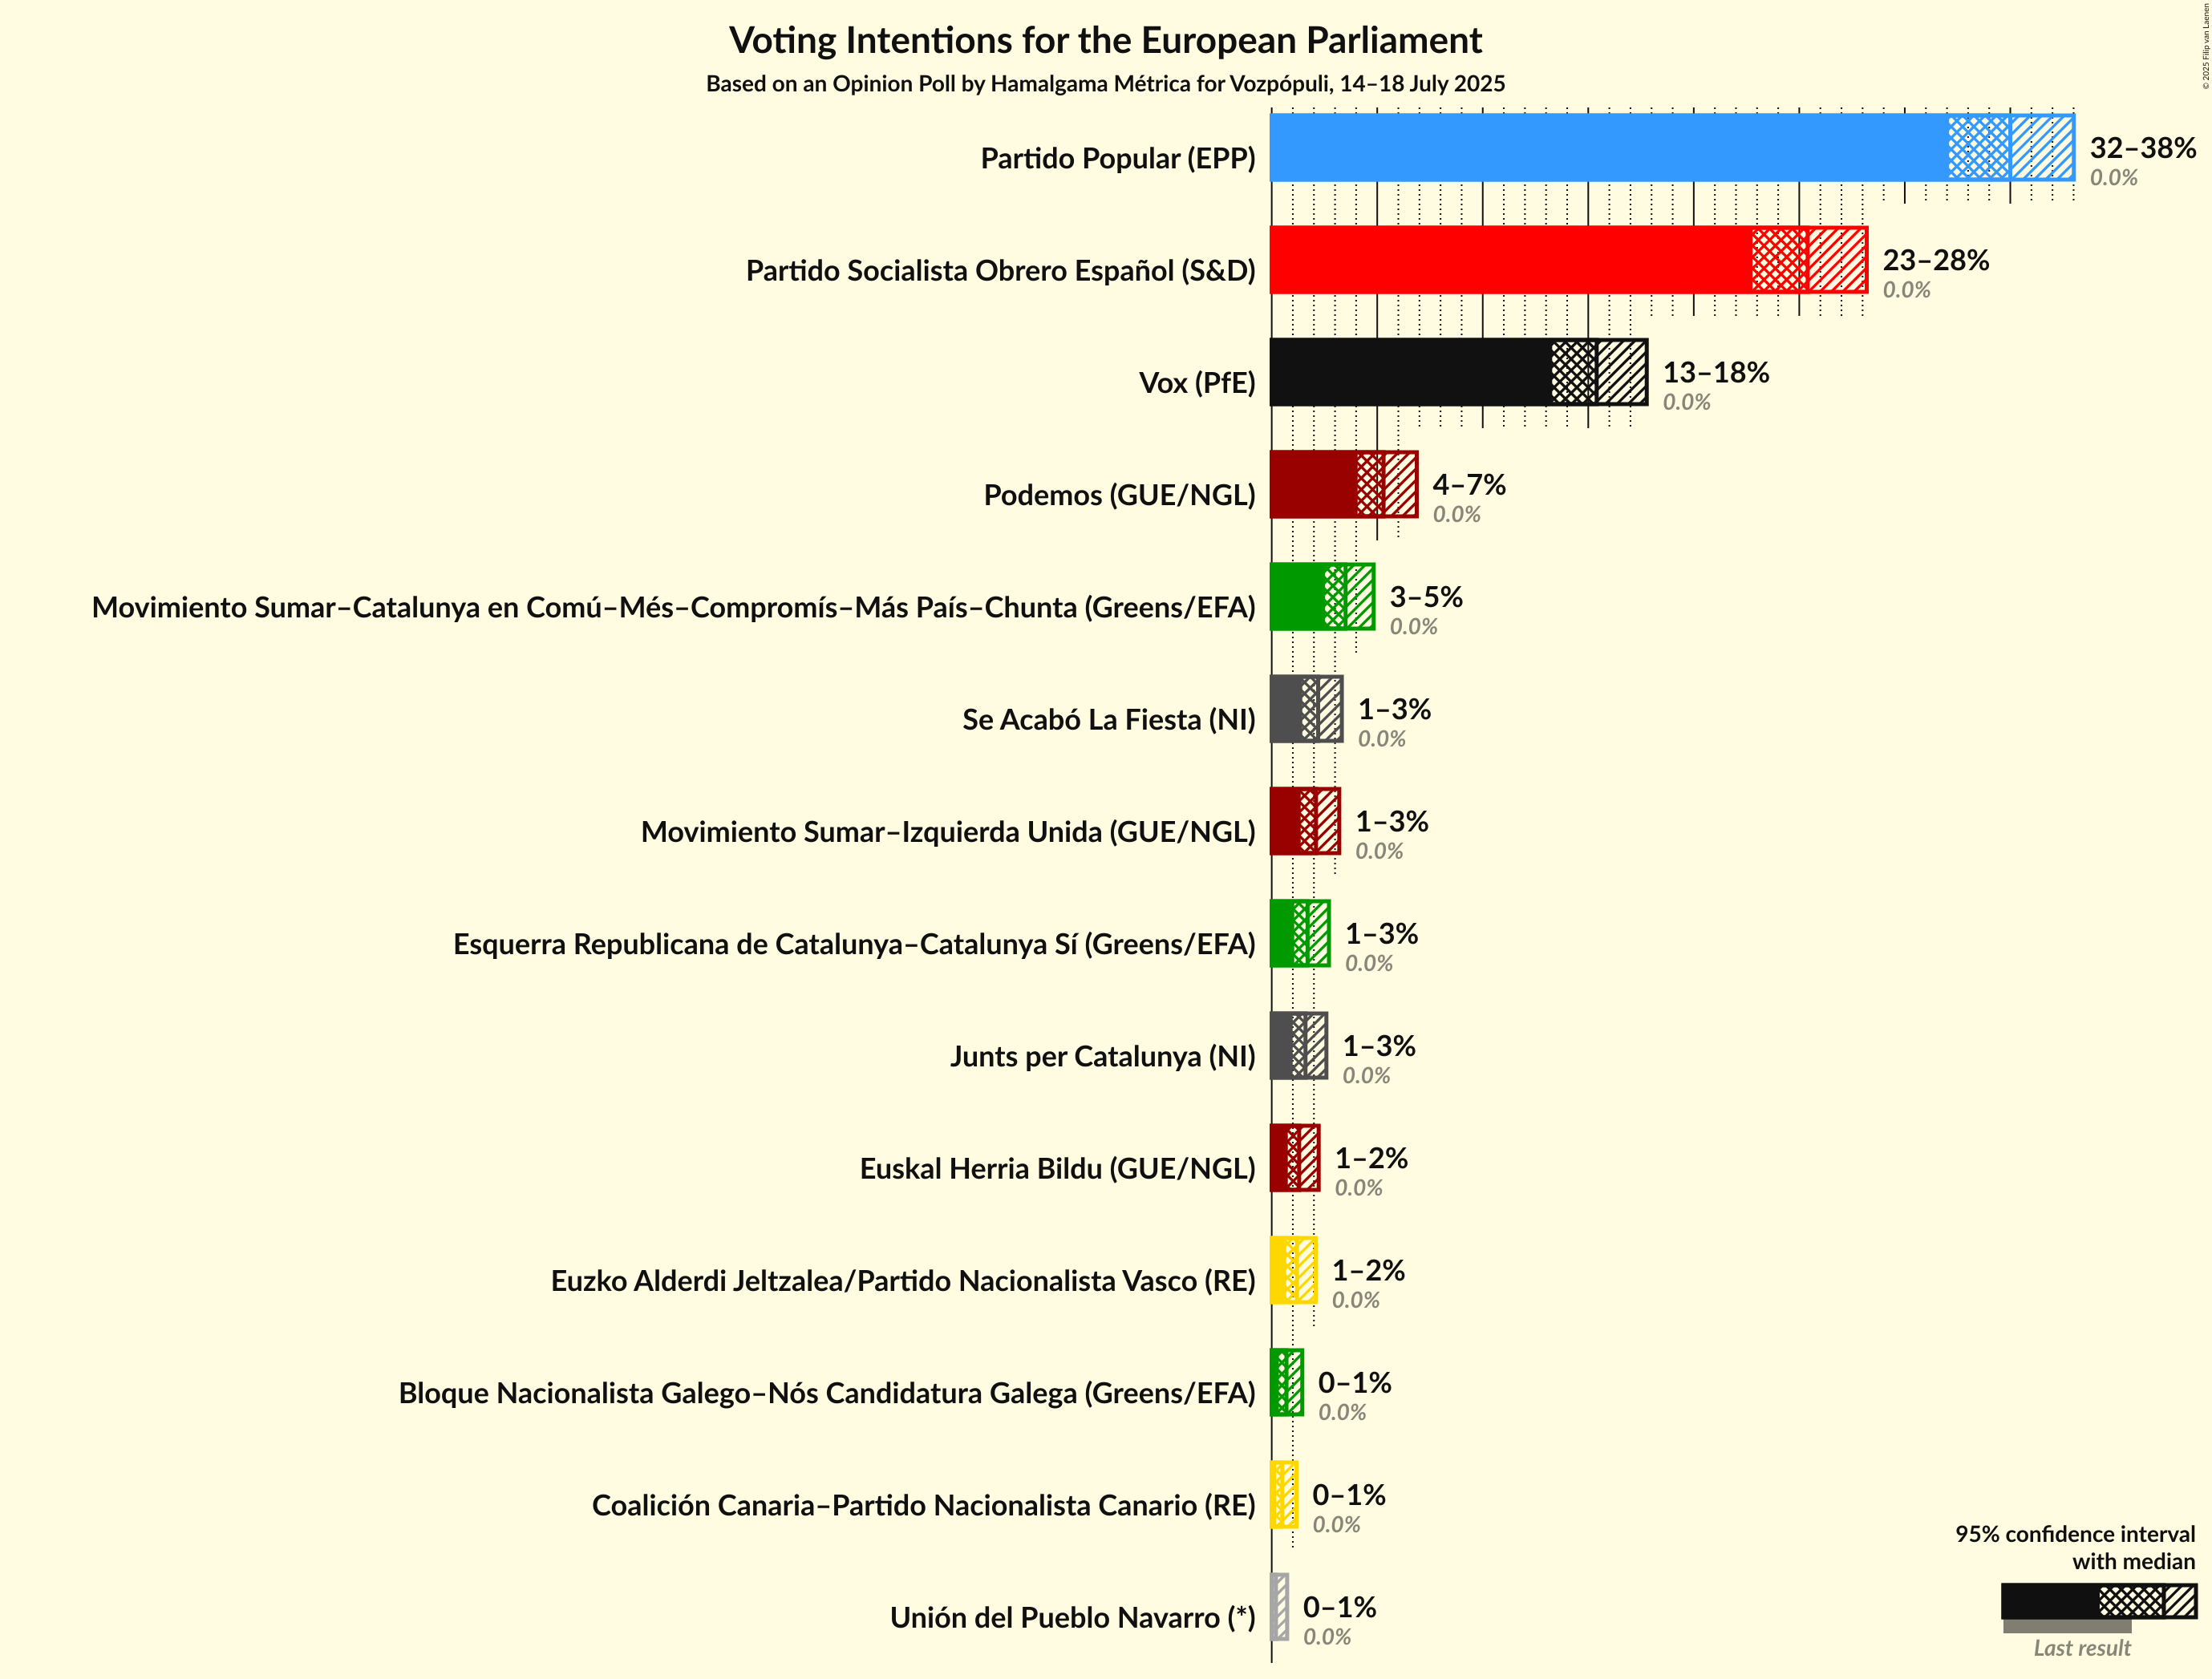 Voting Intentions for the European Parliament
Based on an Opinion Poll by Hamalgama Métrica for Vozpópuli, 14–18 July 2025
© 2025 Filip van Laenen
Partido Popular (EPP)
32–38%
0.0%
Partido Socialista Obrero Español (S&D)
23–28%
0.0%
Vox (PfE)
13–18%
0.0%
Podemos (GUE/NGL)
4–7%
0.0%
Movimiento Sumar–Catalunya en Comú–Més–Compromís–Más País–Chunta (Greens/EFA)
3–5%
0.0%
Se Acabó La Fiesta (NI)
1–3%
0.0%
Movimiento Sumar–Izquierda Unida (GUE/NGL)
1–3%
0.0%
Esquerra Republicana de Catalunya–Catalunya Sí (Greens/EFA)
1–3%
0.0%
Junts per Catalunya (NI)
1–3%
0.0%
Euskal Herria Bildu (GUE/NGL)
1–2%
0.0%
Euzko Alderdi Jeltzalea/Partido Nacionalista Vasco (RE)
1–2%
0.0%
Bloque Nacionalista Galego–Nós Candidatura Galega (Greens/EFA)
0–1%
0.0%
Coalición Canaria–Partido Nacionalista Canario (RE)
0–1%
0.0%
Unión del Pueblo Navarro (*)
0–1%
0.0%
95% confidence interval
with median
Last result